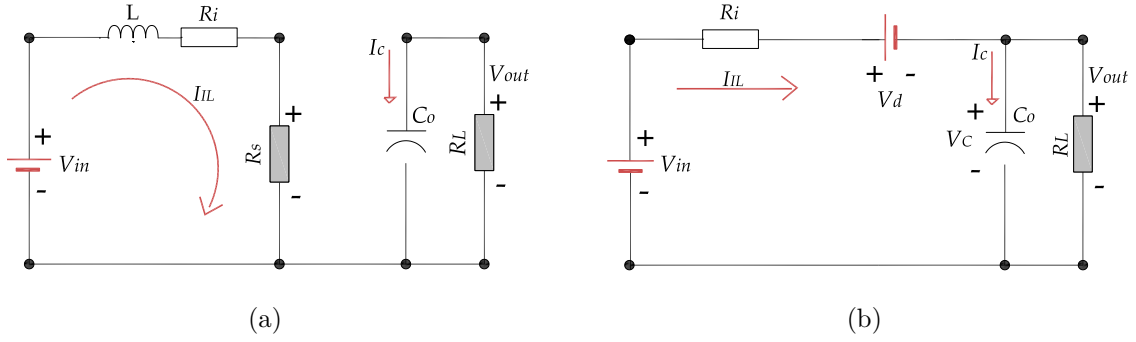 L
Ri
IIL
+
Vin
-
+
Rs
-
Ic
Co
Vout
+
RL
-
(a)
Ri
IIL
+
Vin
-
+ -
Vd
Ic
+
VC
-
Co
Vout
+
RL
-
(b)